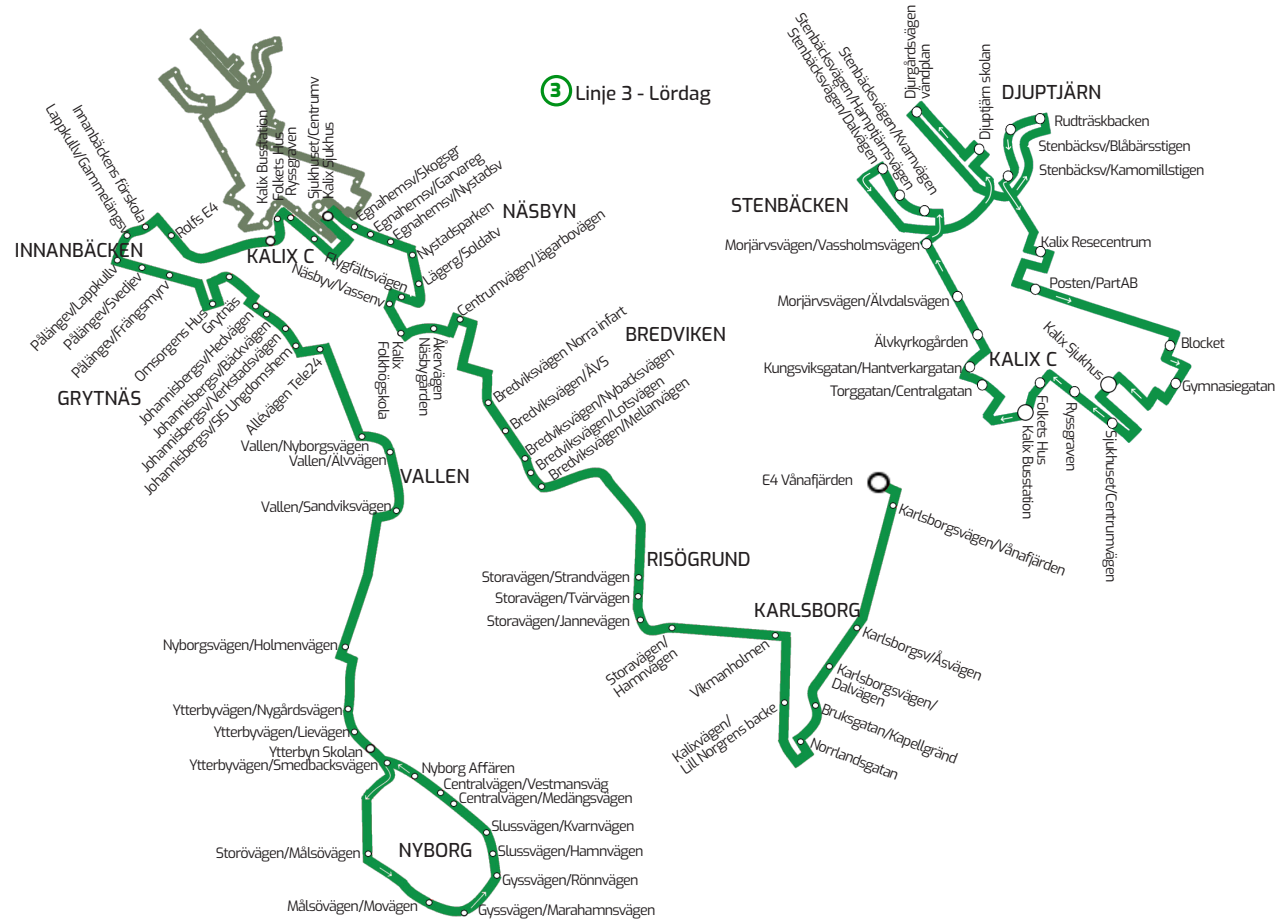 3 Linje 3 - Lördag
Innanbäckens förskola
Lappkullv/Gammelängsv
Rolfs E4
INNANBÄCKEN
Pålängev/Lappkullv
Pålängev/Svedjev
Pålängev/Frängsmyrv
Omsorgens Hus
Grytnäs
GRYTNÄS
Johannisbergsv/Hedvägen
Johannisbergsv/Bäckvägen
Johannisbergsv/Verkstadsvägen
Johannisbergsv/SiS Ungdomshem
Allévägen Tele24
Kalix Busstation
Folkets Hus
Ryssgraven
Sjukhuset/Centrumv
Kalix Sjukhus
KALIX C
Egnahemsv/Skogsgr
Egnahemsv/Garvareg
Egnahemsv/Nystadsv
NÄSBYN
Nystadsparken
Lägerg/Soldatv
Flygfältsvägen
Näsbyv/Vassenv
Kalix
Folkhögskola
Näsbygården
Åkervägen
Centrumvägen/Jägarbovägen
BREDVIKEN
Bredviksvägen Norra infart
Bredviksvägen/ÅVS
Bredviksvägen/Nybacksvägen
Bredviksvägen/Lotsvägen
Bredviksvägen/Mellanvägen
Vallen/Nyborgsvägen
Vallen/Älvvägen
VALLEN
Vallen/Sandviksvägen
Nyborgsvägen/Holmenvägen
Ytterbyvägen/Nygårdsvägen
Ytterbyvägen/Lievägen
Ytterbyn Skolan
Ytterbyvägen/Smedbacksvägen
Nyborg Affären
Centralvägen/Vestmansväg
Centralvägen/Medängsvägen
Slussvägen/Kvarnvägen
Slussvägen/Hamnvägen
NYBORG
Storövägen/Målsövägen
Gyssvägen/Rönnvägen
Målsövägen/Movägen
Gyssvägen/Marahamnsvägen
RISÖGRUND
Storavägen/Strandvägen
Storavägen/Tvärvägen
Storavägen/Jannevägen
Storavägen/
Hamnvägen
KARLSBORG
Vikmanholmen
Kalixvägen/
Lill Norgrens backe
Norrlandsgatan
Bruksgatan/Kapellgränd
Karlsborgsvägen/
Dalvägen
Karlsborgsv/Åsvägen
Karlsborgsvägen/Vånafjärden
E4 Vånafjärden
Stenbäcksvägen/Kvarnvägen
Stenbäcksvägen/Hamptjärnsvägen
Stenbäcksvägen/Dalvägen
Djurgårdsvägen
vändplan
Djuptjärn skolan
DJUPTJÄRN
Rudträskbacken
Stenbäcksv/Blåbärsstigen
Stenbäcksv/Kamomillstigen
STENBÄCKEN
Morjärvsvägen/Vassholmsvägen
Kalix Resecentrum
Posten/PartAB
Morjärvsvägen/Älvdalsvägen
Älvkyrkogården
Blocket
KALIX C
Kalix Sjukhus
Kungsviksgatan/Hantverkargatan
Torggatan/Centralgatan
Gymnasiegatan
Folkets Hus
Kalix Busstation
Ryssgraven
Sjukhuset/Centrumvägen